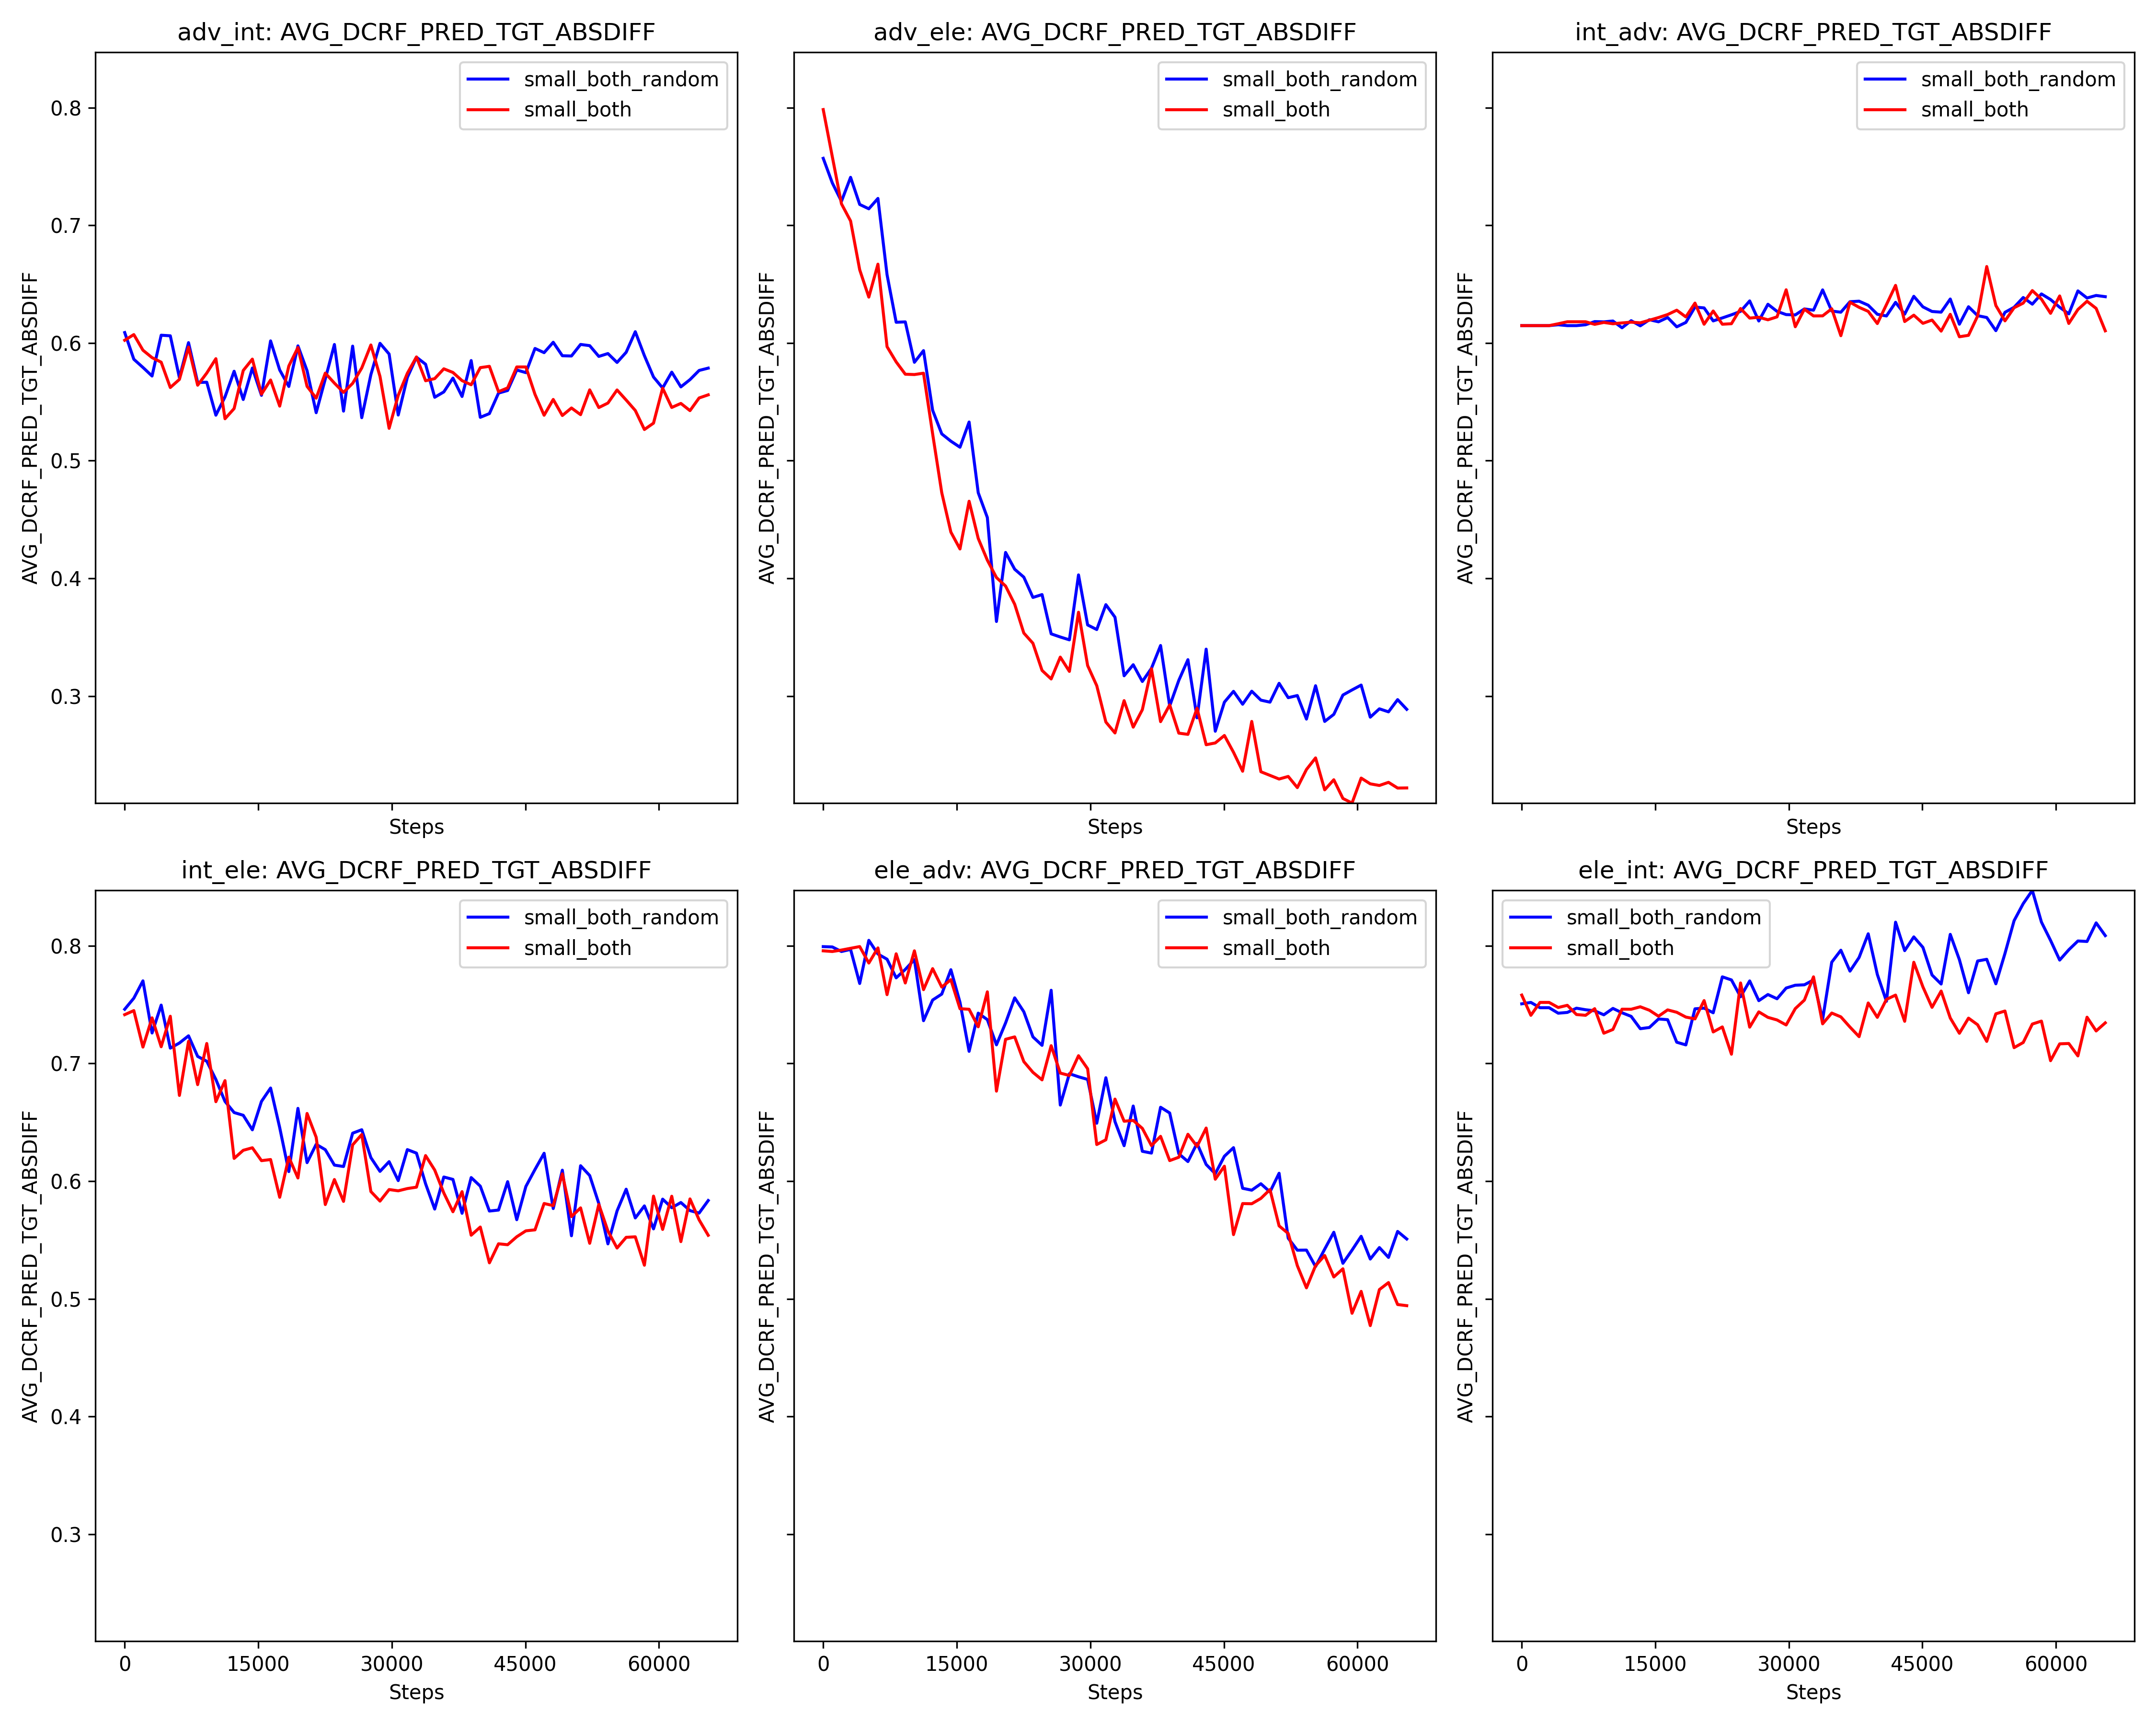 adv_int: AVG_DCRF_PRED_TGT_ABSDIFF
small_both_random
small_both
AVG_DCRF_PRED_TGT_ABSDIFF
0.8
0.7
0.6
0.5
0.4
0.3
Steps
adv_ele: AVG_DCRF_PRED_TGT_ABSDIFF
small_both_random
small_both
AVG_DCRF_PRED_TGT_ABSDIFF
Steps
int_adv: AVG_DCRF_PRED_TGT_ABSDIFF
small_both_random
small_both
AVG_DCRF_PRED_TGT_ABSDIFF
Steps
int_ele: AVG_DCRF_PRED_TGT_ABSDIFF
small_both_random
small_both
AVG_DCRF_PRED_TGT_ABSDIFF
0.8
0.7
0.6
0.5
0.4
0.3
0 15000 30000 45000 60000
Steps
ele_adv: AVG_DCRF_PRED_TGT_ABSDIFF
small_both_random
small_both
AVG_DCRF_PRED_TGT_ABSDIFF
0 15000 30000 45000 60000
Steps
ele_int: AVG_DCRF_PRED_TGT_ABSDIFF
small_both_random
small_both
AVG_DCRF_PRED_TGT_ABSDIFF
0 15000 30000 45000 60000
Steps